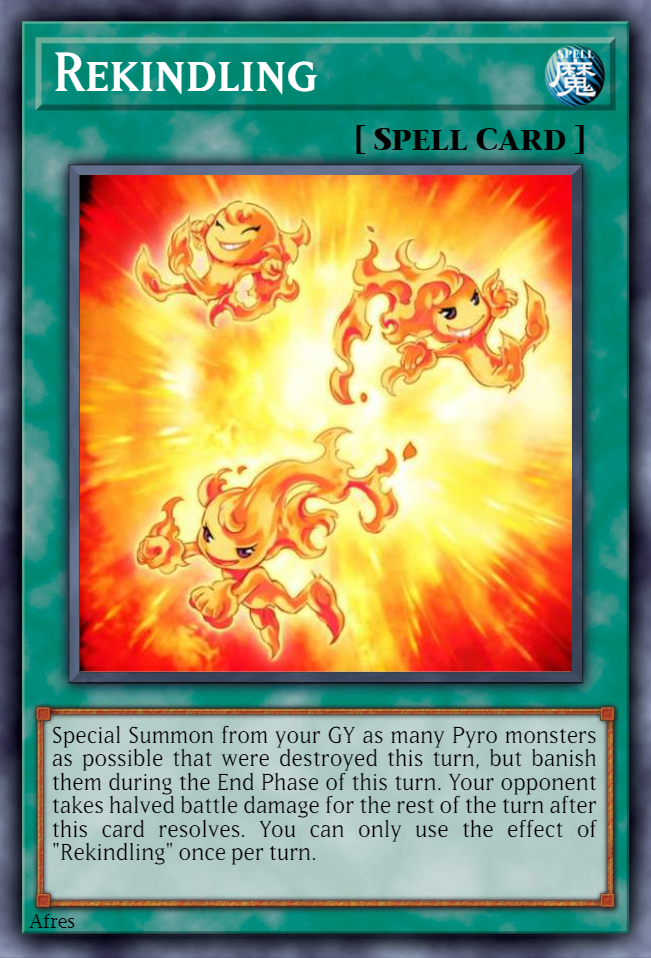 Rekindling
SPELL
魔
[ Spell Card ]
Special Summon from your GY as many Pyro monsters
as possible that were destroyed this turn, but banish
them during the End Phase of this turn. Your opponent
takes halved battle damage for the rest of the turn after
this card resolves. You can only use the effect of
"Rekindling" once per turn.
Afres